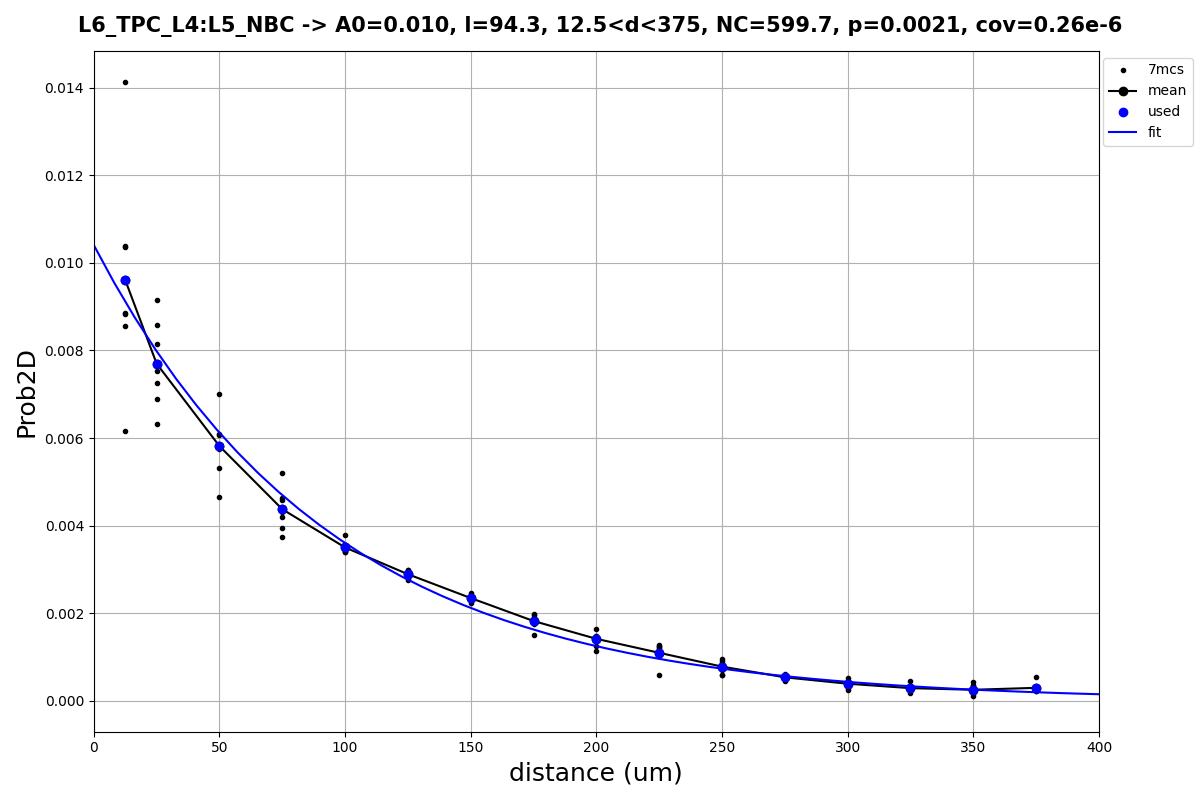 L6_TPC_L4:L5_NBC -> A0=0.010, l=94.3, 12.5<d<375, NC=599.7, p=0.0021, cov=0.26e-6
7mcs
mean
used
fit
0.014
0.012
0.010
0.008
0.006
0.004
0.002
0.000
Prob2D
0 50 100 150 200 250 300 350 400
distance (um)